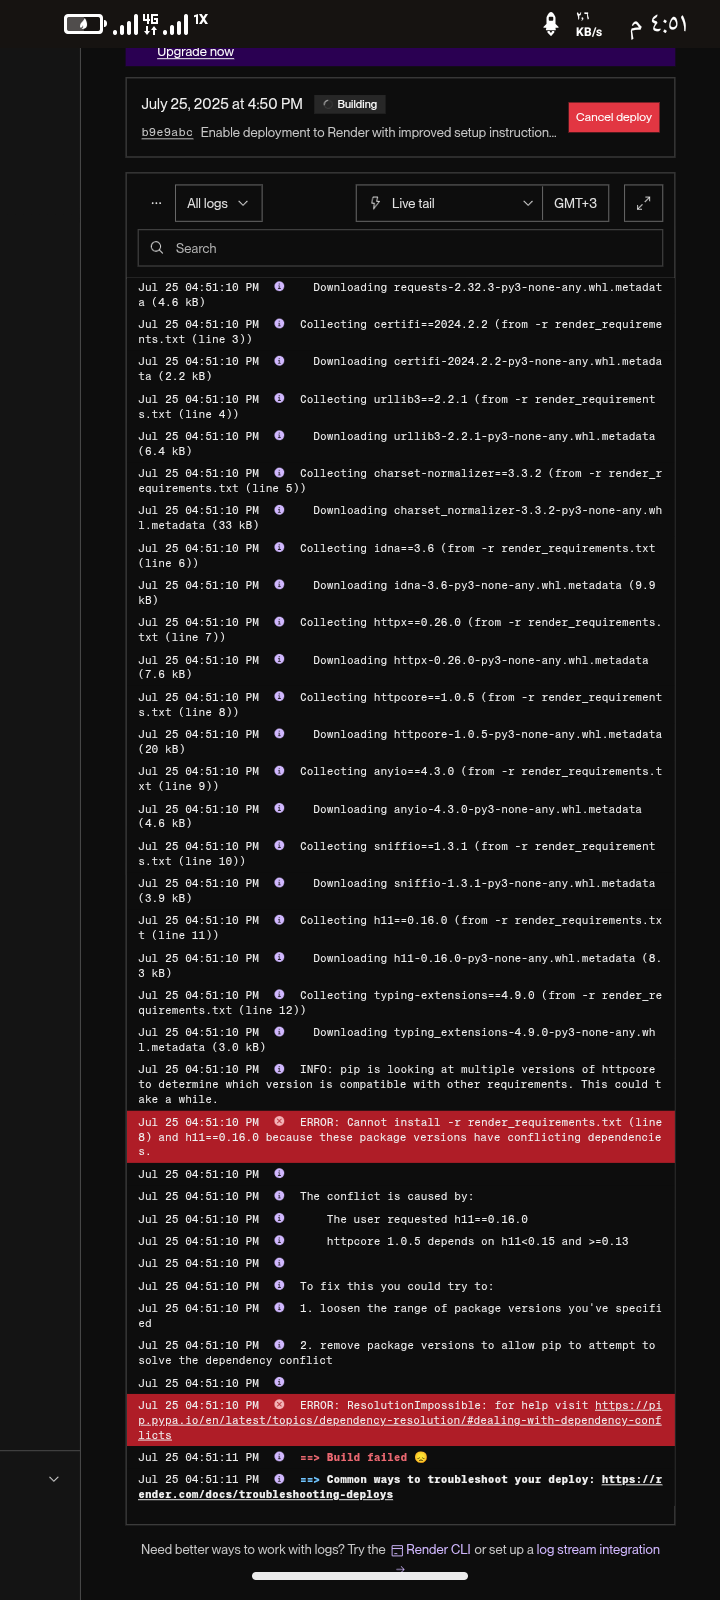 4G
1X
٢,٦
KB/s
٤:٥١ م
Upgrade now
July 25, 2025 at 4:50 PM Building
b9e9abc Enable deployment to Render with improved setup instruction...
Cancel deploy
... All logs Live tail GMT+3
Search
Jul 25 04:51:10 PM Downloading requests-2.32.3-py3-none-any.whl.metadat
a (4.6 kB)
Jul 25 04:51:10 PM Collecting certifi==2024.2.2 (from -r render_requireme
nts.txt (line 3))
Jul 25 04:51:10 PM Downloading certifi-2024.2.2-py3-none-any.whl.metada
ta (2.2 kB)
Jul 25 04:51:10 PM Collecting urllib3==2.2.1 (from -r render_requirement
s.txt (line 4))
Jul 25 04:51:10 PM Downloading urllib3-2.2.1-py3-none-any.whl.metadata
(6.4 kB)
Jul 25 04:51:10 PM Collecting charset-normalizer==3.3.2 (from -r render_r
equirements.txt (line 5))
Jul 25 04:51:10 PM Downloading charset_normalizer-3.3.2-py3-none-any.wh
l.metadata (33 kB)
Jul 25 04:51:10 PM Collecting idna==3.6 (from -r render_requirements.txt
(line 6))
Jul 25 04:51:10 PM Downloading idna-3.6-py3-none-any.whl.metadata (9.9
kB)
Jul 25 04:51:10 PM Collecting httpx==0.26.0 (from -r render_requirements.
txt (line 7))
Jul 25 04:51:10 PM Downloading httpx-0.26.0-py3-none-any.whl.metadata
(7.6 kB)
Jul 25 04:51:10 PM Collecting httpcore==1.0.5 (from -r render_requirement
s.txt (line 8))
Jul 25 04:51:10 PM Downloading httpcore-1.0.5-py3-none-any.whl.metadata
(20 kB)
Jul 25 04:51:10 PM Collecting anyio==4.3.0 (from -r render_requirements.t
xt (line 9))
Jul 25 04:51:10 PM Downloading anyio-4.3.0-py3-none-any.whl.metadata
(4.6 kB)
Jul 25 04:51:10 PM Collecting sniffio==1.3.1 (from -r render_requirement
s.txt (line 10))
Jul 25 04:51:10 PM Downloading sniffio-1.3.1-py3-none-any.whl.metadata
(3.9 kB)
Jul 25 04:51:10 PM Collecting h11==0.16.0 (from -r render_requirements.tx
t (line 11))
Jul 25 04:51:10 PM Downloading h11-0.16.0-py3-none-any.whl.metadata (8.
3 kB)
Jul 25 04:51:10 PM Collecting typing-extensions==4.9.0 (from -r render_re
quirements.txt (line 12))
Jul 25 04:51:10 PM Downloading typing_extensions-4.9.0-py3-none-any.wh
l.metadata (3.0 kB)
Jul 25 04:51:10 PM INFO: pip is looking at multiple versions of httpcore
to determine which version is compatible with other requirements. This could t
ake a while.
Jul 25 04:51:10 PM ERROR: Cannot install -r render_requirements.txt (line
8) and h11==0.16.0 because these package versions have conflicting dependencie
s.
Jul 25 04:51:10 PM
Jul 25 04:51:10 PM The conflict is caused by:
Jul 25 04:51:10 PM The user requested h11==0.16.0
Jul 25 04:51:10 PM httpcore 1.0.5 depends on h11<0.15 and >=0.13
Jul 25 04:51:10 PM
Jul 25 04:51:10 PM To fix this you could try to:
Jul 25 04:51:10 PM 1. loosen the range of package versions you've specifi
ed
Jul 25 04:51:10 PM 2. remove package versions to allow pip to attempt to
solve the dependency conflict
Jul 25 04:51:10 PM
Jul 25 04:51:10 PM ERROR: ResolutionImpossible: for help visit https://pi
p.pypa.io/en/latest/topics/dependency-resolution/#dealing-with-dependency-conf
licts
Jul 25 04:51:11 PM ==> Build failed 😞
Jul 25 04:51:11 PM ==> Common ways to troubleshoot your deploy: https://r
ender.com/docs/troubleshooting-deploys
Need better ways to work with logs? Try the Render CLI or set up a log stream integration
→